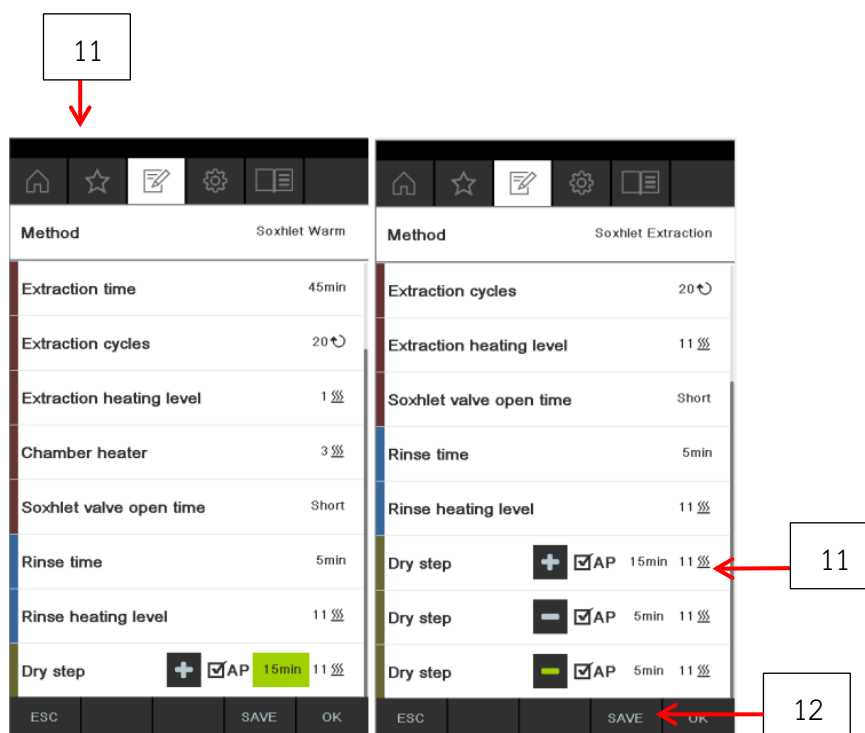 11
Method Soxhlet Warm
Extraction time 45min
Extraction cycles 20
Extraction heating level 1
Chamber heater 3
Soxhlet valve open time Short
Rinse time 5min
Rinse heating level 11
Dry step + AP 15min 11
ESC SAVE OK
Method Soxhlet Extraction
Extraction cycles 20
Extraction heating level 11
Soxhlet valve open time Short
Rinse time 5min
Rinse heating level 11
Dry step + AP 15min 11
Dry step - AP 5min 11
Dry step - AP 5min 11
ESC SAVE OK
11
12